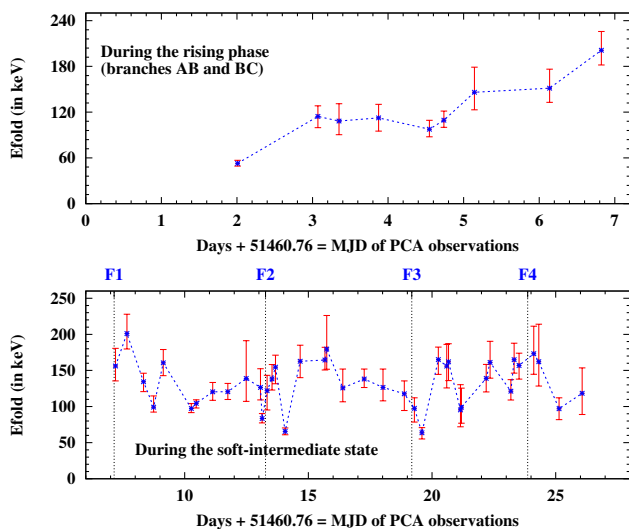 240
180
120
60
0
Efold (in keV)
During the rising phase
(branches AB and BC)
0 1 2 3 4 5 6 7
Days + 51460.76 = MJD of PCA observations
F1 F2 F3 F4
300
250
200
150
100
50
0
Efold (in keV)
During the soft-intermediate state
10 15 20 25
Days + 51460.76 = MJD of PCA observations